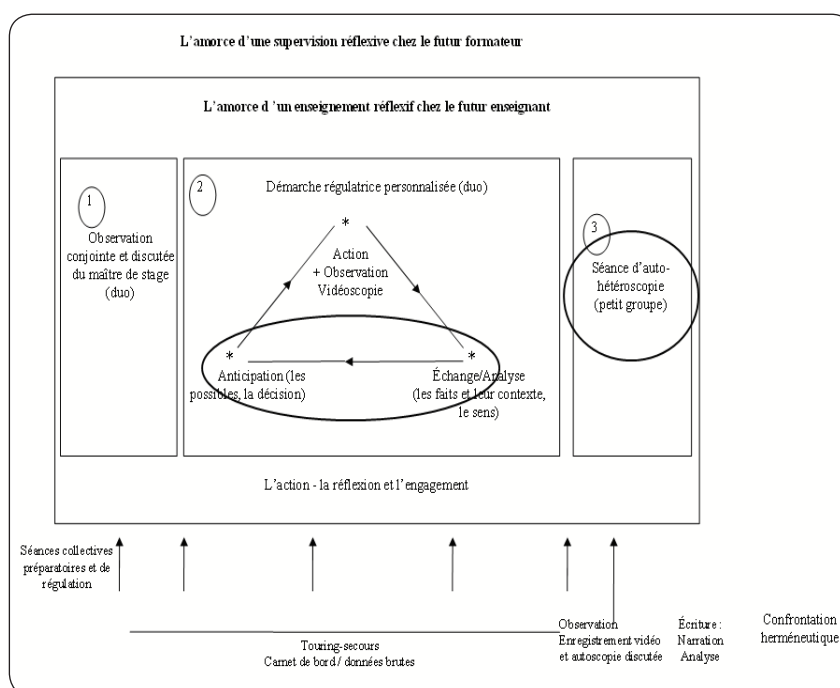 L'amorce d'une supervision réflexive chez le futur formateur
L'amorce d'un enseignement réflexif chez le futur enseignant
1
Observation
conjointe et discutée
du maître de stage
(duo)
2
Démarche régulatrice personnalisée (duo)
*
Action
+ Observation
Vidéoscopie
*
*
Anticipation (les
possibles, la décision)
Échange/Analyse
(les faits et leur contexte,
le sens)
3
Séance d'auto-
hétéroscopie
(petit groupe)
L'action - la réflexion et l'engagement
Séances collectives
préparatoires et de
régulation
Touring-secours
Carnet de bord / données brutes
Observation
Enregistrement vidéo
et autoscopie discutée
Écriture :
Narration
Analyse
Confrontation
herméneutique